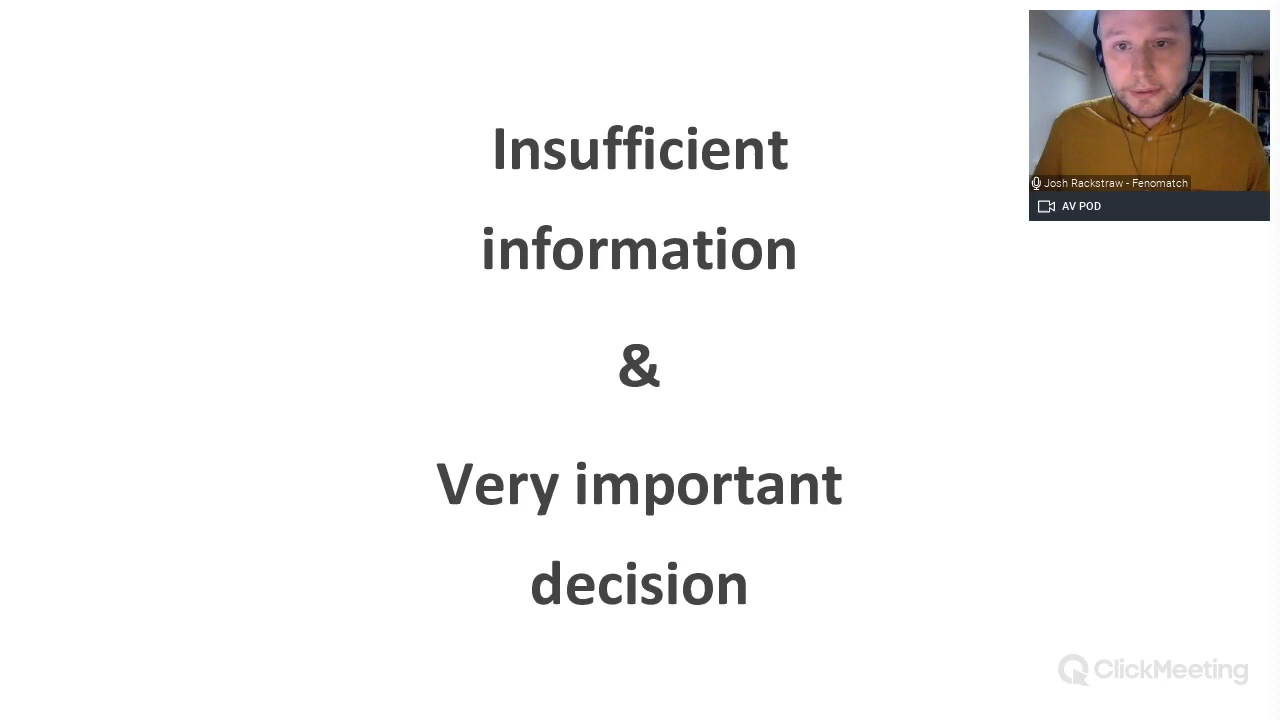 Insufficient
information
&
Very important
decision
Josh Rackstraw - Fenomatch
AV POD
ClickMeeting